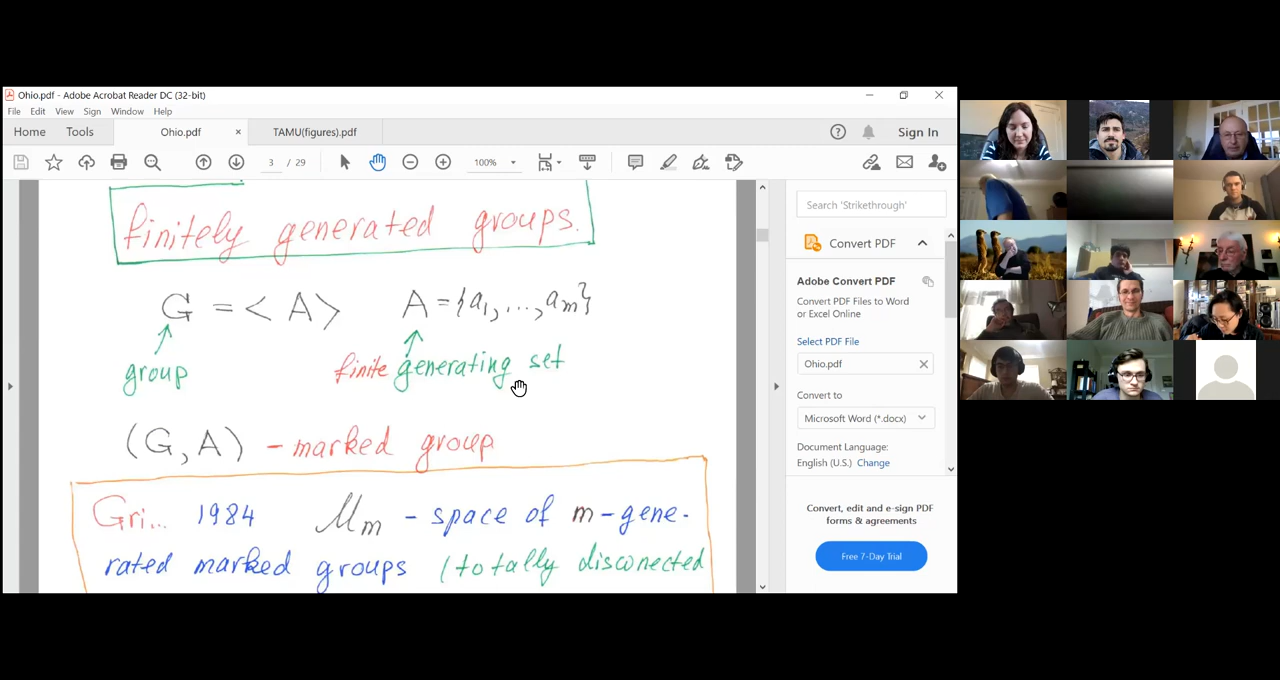 Ohio.pdf - Adobe Acrobat Reader DC (32-bit)
File Edit View Sign Window Help
Home Tools Ohio.pdf × TAMU(figures).pdf Sign In
3 / 29 100%
finitely generated groups.
G = < A > A = {a1, ..., am}
group finite generating set
(G, A) - marked group
Gri... 1984 Mm - space of m-gene-
rated marked groups (totally disconected
Search 'Strikethrough'
Convert PDF
Adobe Convert PDF
Convert PDF Files to Word
or Excel Online
Select PDF File
Ohio.pdf
Convert to
Microsoft Word (*.docx)
Document Language:
English (U.S.) Change
Convert, edit and e-sign PDF
forms & agreements
Free 7-Day Trial